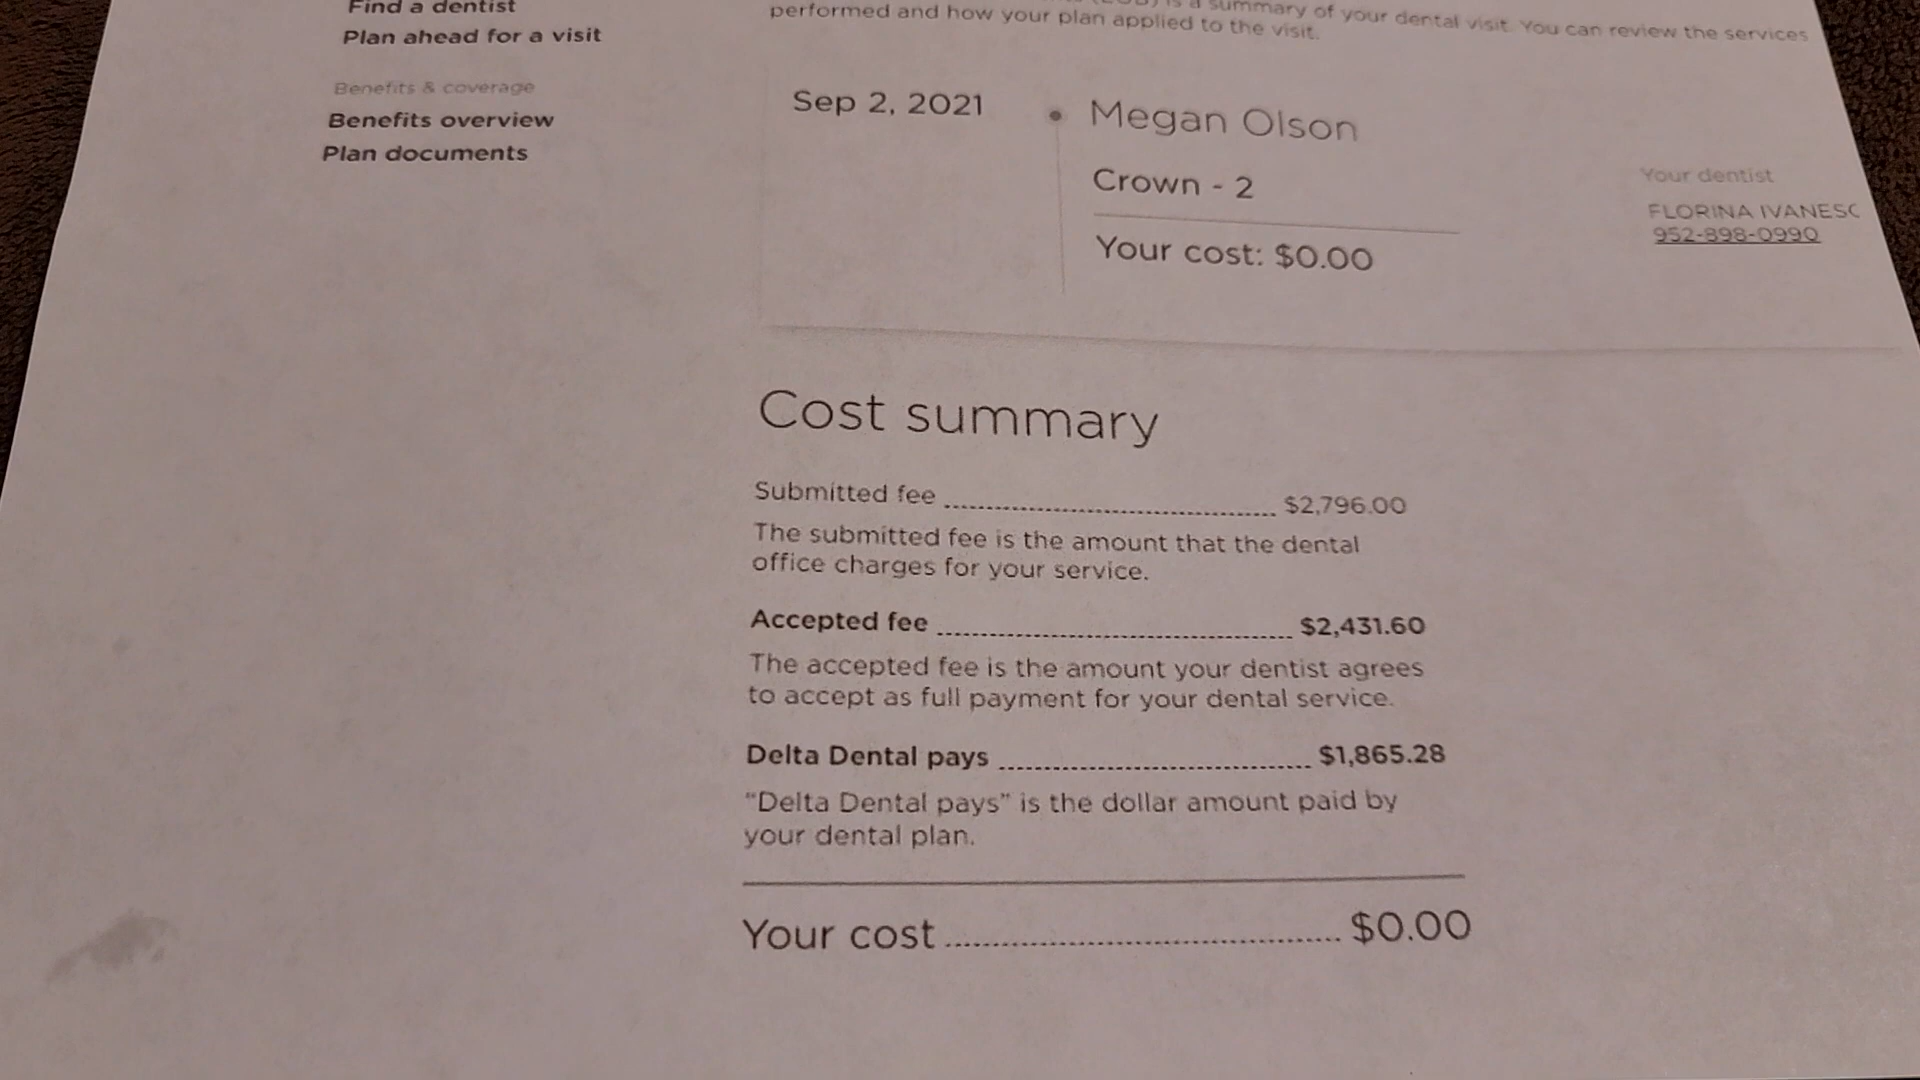 Find a dentist
Plan ahead for a visit
Benefits & coverage
Benefits overview
Plan documents
is a summary of your dental visit. You can review the services
performed and how your plan applied to the visit.
Sep 2, 2021
Megan Olson
Crown - 2
Your cost: $0.00
Your dentist
FLORINA IVANESC
952-898-0990
Cost summary
Submitted fee $2,796.00
The submitted fee is the amount that the dental
office charges for your service.
Accepted fee $2,431.60
The accepted fee is the amount your dentist agrees
to accept as full payment for your dental service.
Delta Dental pays $1,865.28
“Delta Dental pays” is the dollar amount paid by
your dental plan.
Your cost $0.00